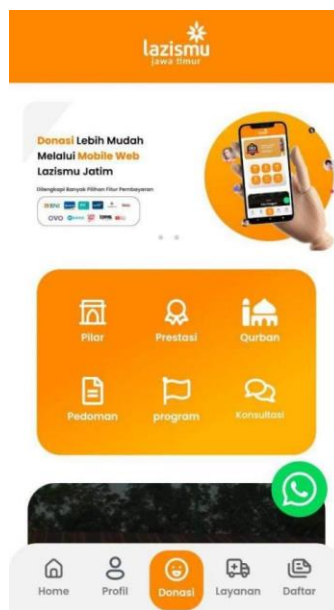 lazismu
jawa timur
Donasi Lebih Mudah
Melalui Mobile Web
Lazismu Jatim
Dilengkapi Banyak Pilihan Fitur Pembayaran
OVO
Pilar
Prestasi
Qurban
Pedoman
program
Konsultasi
Home
Profil
Donasi
Layanan
Daftar